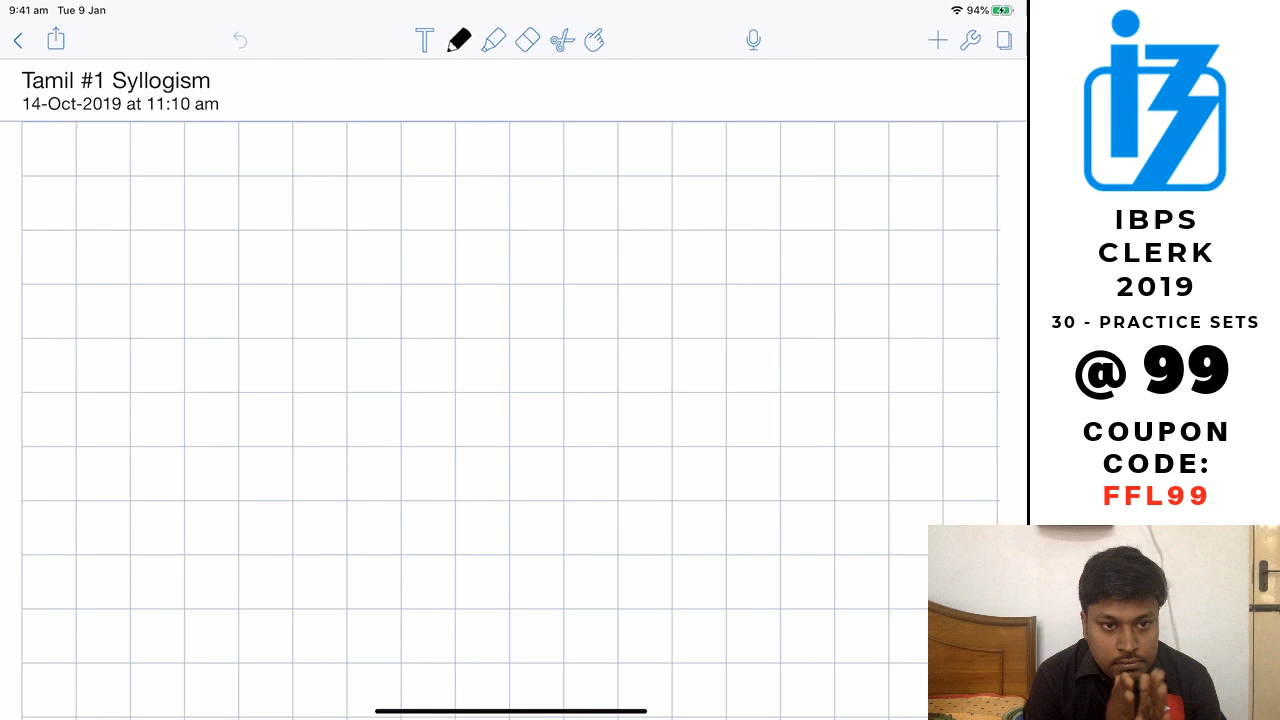 9:41 am Tue 9 Jan
94%
T
Tamil #1 Syllogism
14-Oct-2019 at 11:10 am
IBPS
CLERK
2019
30 - PRACTICE SETS
@ 99
COUPON
CODE:
FFL99